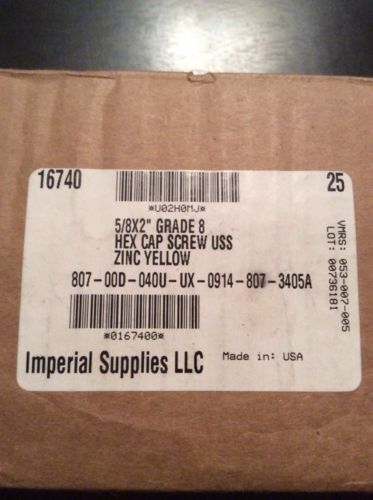 16740
25
*U02H0MJ*
5/8X2" GRADE 8
HEX CAP SCREW USS
ZINC YELLOW
807-00D-040U-UX-0914-807-3405A
*0167400*
Imperial Supplies LLC
Made in: USA
VMRS: 053-007-005
LOT: 00736181